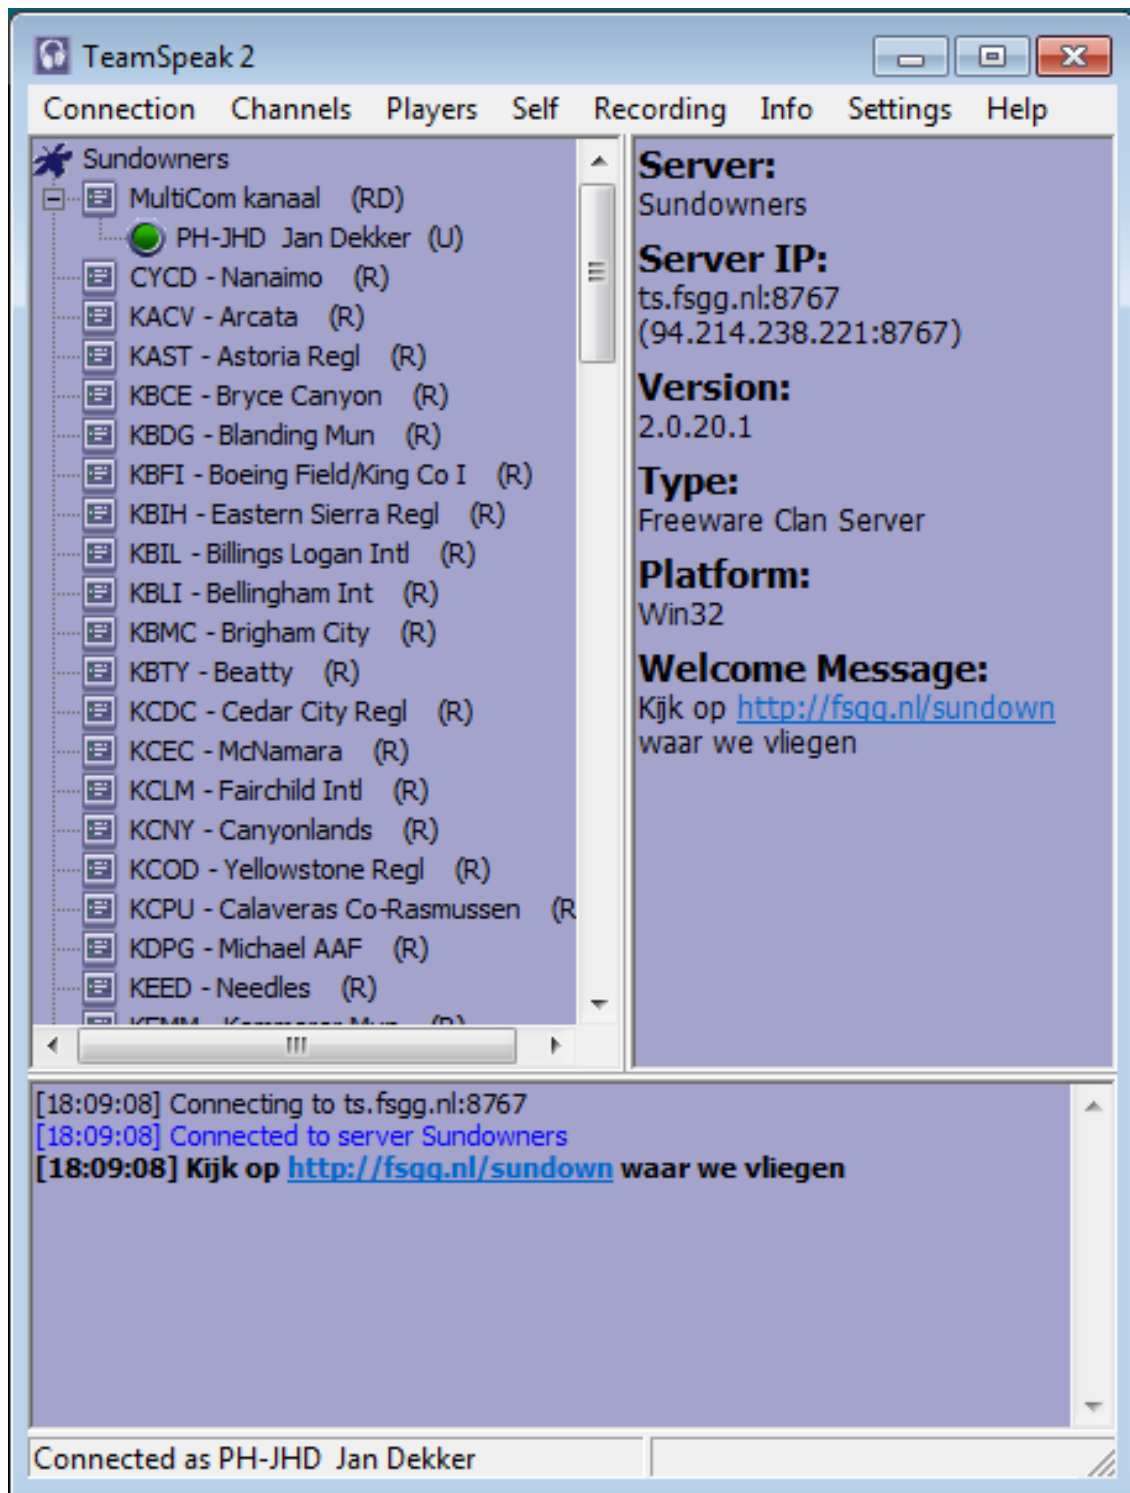 TeamSpeak 2
Connection Channels Players Self Recording Info Settings Help
Sundowners
MultiCom kanaal (RD)
PH-JHD Jan Dekker (U)
CYCD - Nanaimo (R)
KACV - Arcata (R)
KAST - Astoria Regl (R)
KBCE - Bryce Canyon (R)
KBDG - Blanding Mun (R)
KBFI - Boeing Field/King Co I (R)
KBIH - Eastern Sierra Regl (R)
KBIL - Billings Logan Intl (R)
KBLI - Bellingham Int (R)
KBMC - Brigham City (R)
KBTY - Beatty (R)
KCDC - Cedar City Regl (R)
KCEC - McNamara (R)
KCLM - Fairchild Intl (R)
KCNY - Canyonlands (R)
KCOD - Yellowstone Regl (R)
KCPU - Calaveras Co-Rasmussen (R
KDPG - Michael AAF (R)
KEED - Needles (R)
Server:
Sundowners
Server IP:
ts.fsgg.nl:8767
(94.214.238.221:8767)
Version:
2.0.20.1
Type:
Freeware Clan Server
Platform:
Win32
Welcome Message:
Kijk op http://fsgg.nl/sundown
waar we vliegen
[18:09:08] Connecting to ts.fsgg.nl:8767
[18:09:08] Connected to server Sundowners
[18:09:08] Kijk op http://fsgg.nl/sundown waar we vliegen
Connected as PH-JHD Jan Dekker